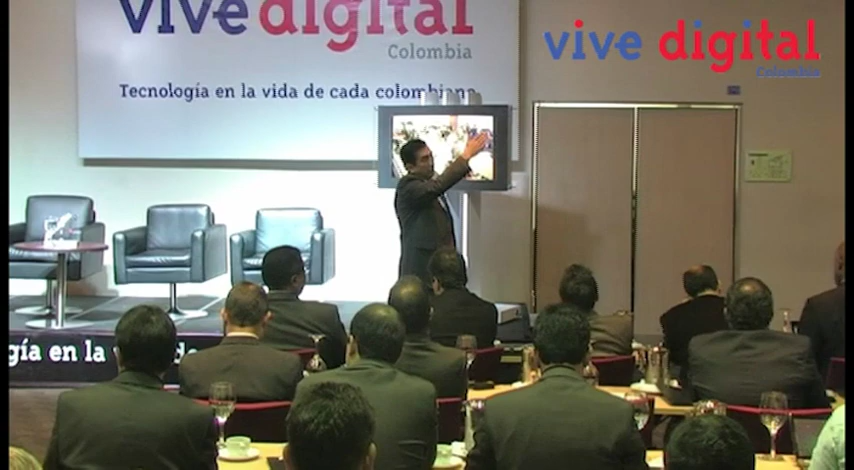 vive digital
Colombia
Tecnología en la vida de cada colombiano
vive digital
Colombia
gía en la